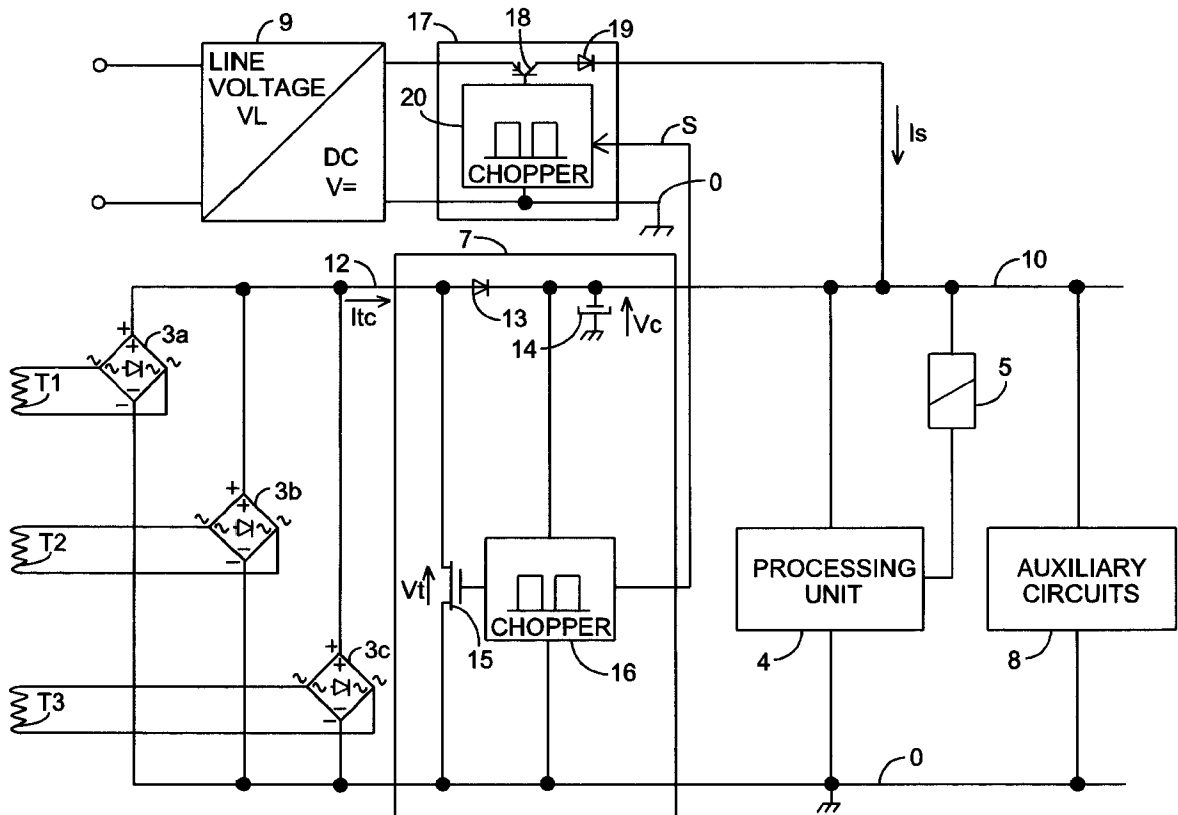 9
17
18
19
LINE
VOLTAGE
VL
20
S
Is
DC
V=
CHOPPER
0
7
12
10
Itc
13
14
Vc
3a
T1
5
3b
T2
Vt
PROCESSING
UNIT
AUXILIARY
CIRCUITS
CHOPPER
15
16
4
8
3c
T3
0